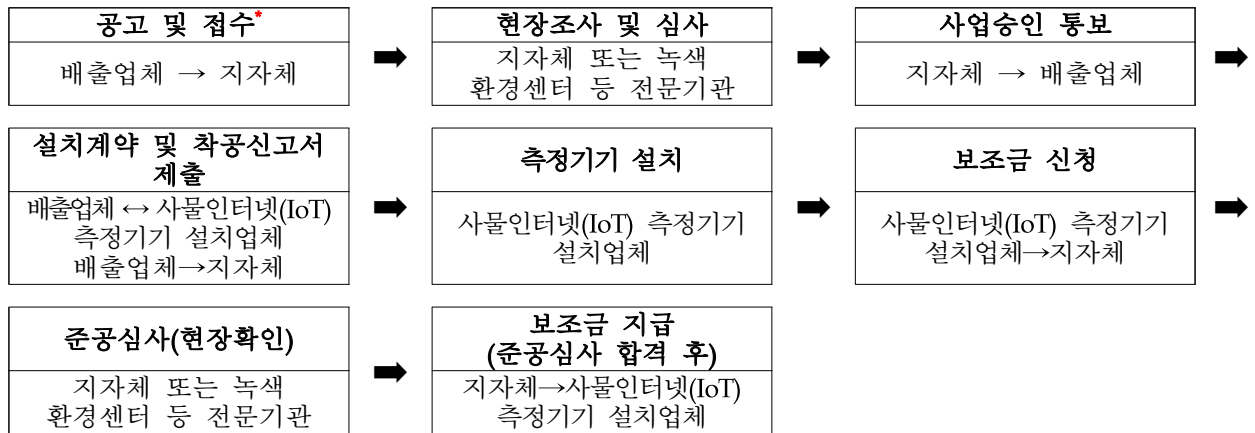 공고 및 접수*
배출업체 → 지자체
현장조사 및 심사
지자체 또는 녹색
환경센터 등 전문기관
사업승인 통보
지자체 → 배출업체
설치계약 및 착공신고서
제출
배출업체 ↔ 사물인터넷(IoT)
측정기기 설치업체
배출업체→지자체
측정기기 설치
사물인터넷(IoT) 측정기기
설치업체
보조금 신청
사물인터넷(IoT) 측정기기
설치업체→지자체
준공심사(현장확인)
지자체 또는 녹색
환경센터 등 전문기관
보조금 지급
(준공심사 합격 후)
지자체→사물인터넷(IoT)
측정기기 설치업체